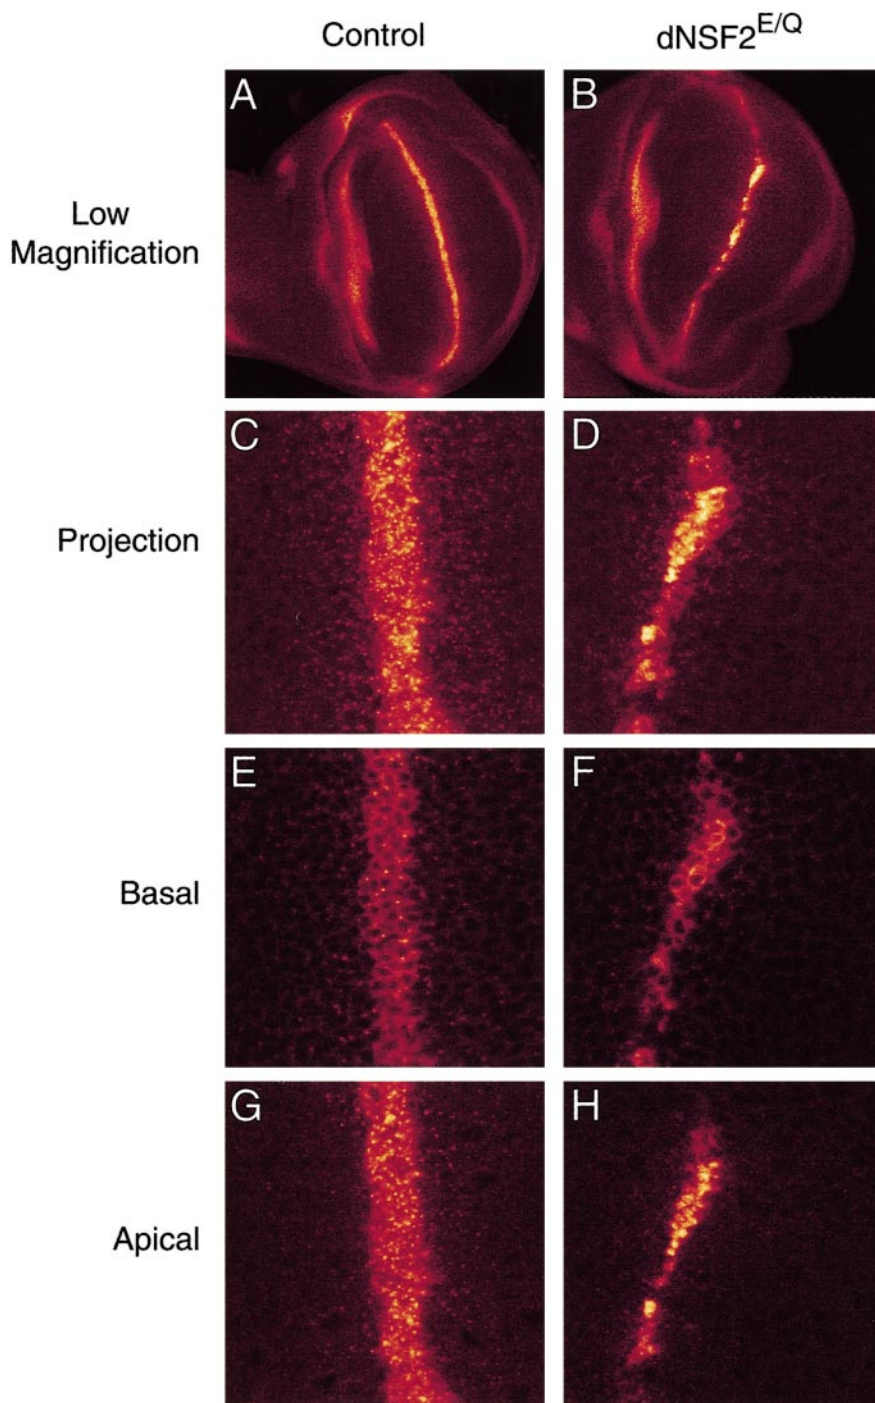 Control
dNSF2E/Q
A
B
Low
Magnification
C
D
Projection
E
F
Basal
G
H
Apical